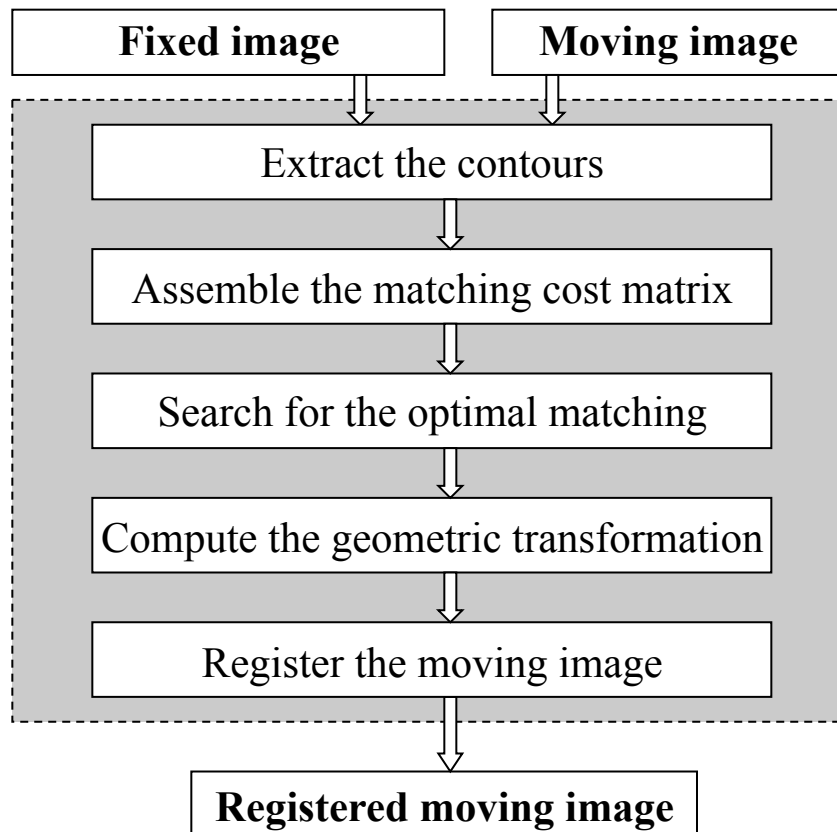 Fixed image
Moving image
Extract the contours
Assemble the matching cost matrix
Search for the optimal matching
Compute the geometric transformation
Register the moving image
Registered moving image